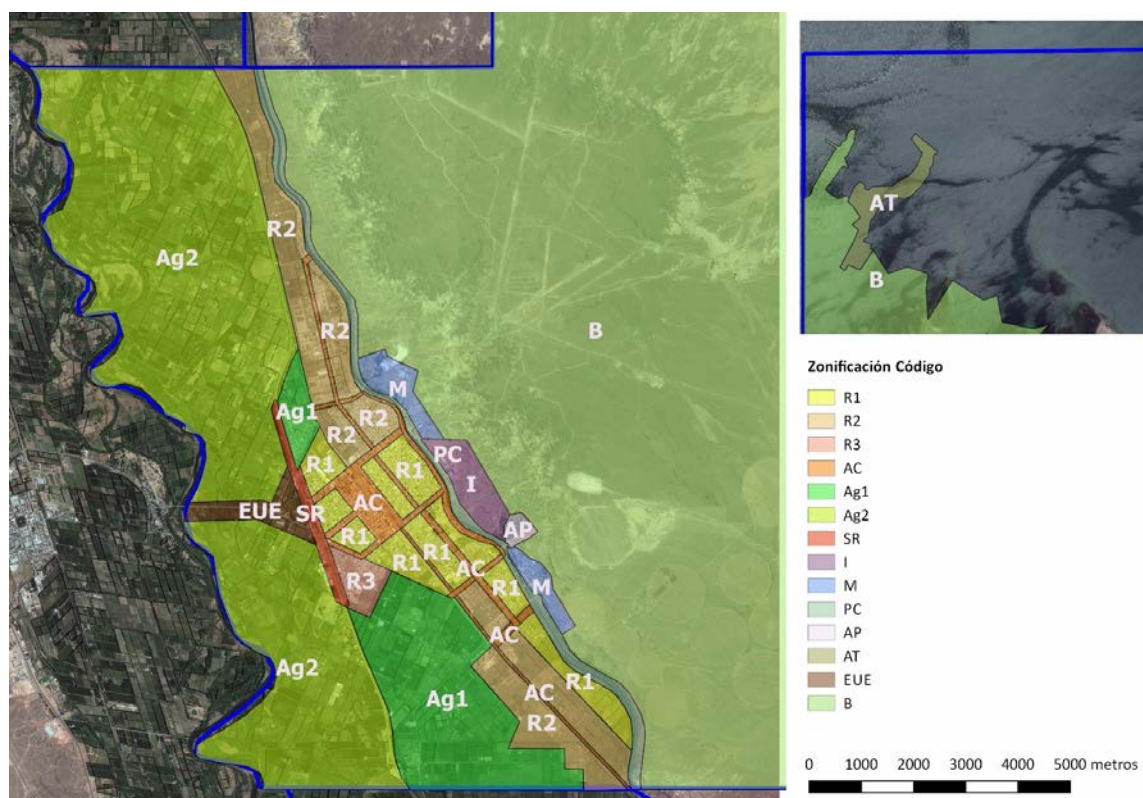 R2
Ag2
R2
B
M
Ag1
R2
R2
R1
R1
PC
I
AC
EUE
SR
AP
R1
R1
R1
AC
R3
R1
M
AC
Ag2
R1
Ag1
AC
R2
AT
B
Zonificación Código
R1
R2
R3
AC
Ag1
Ag2
SR
I
M
PC
AP
AT
EUE
B
0 1000 2000 3000 4000 5000 metros